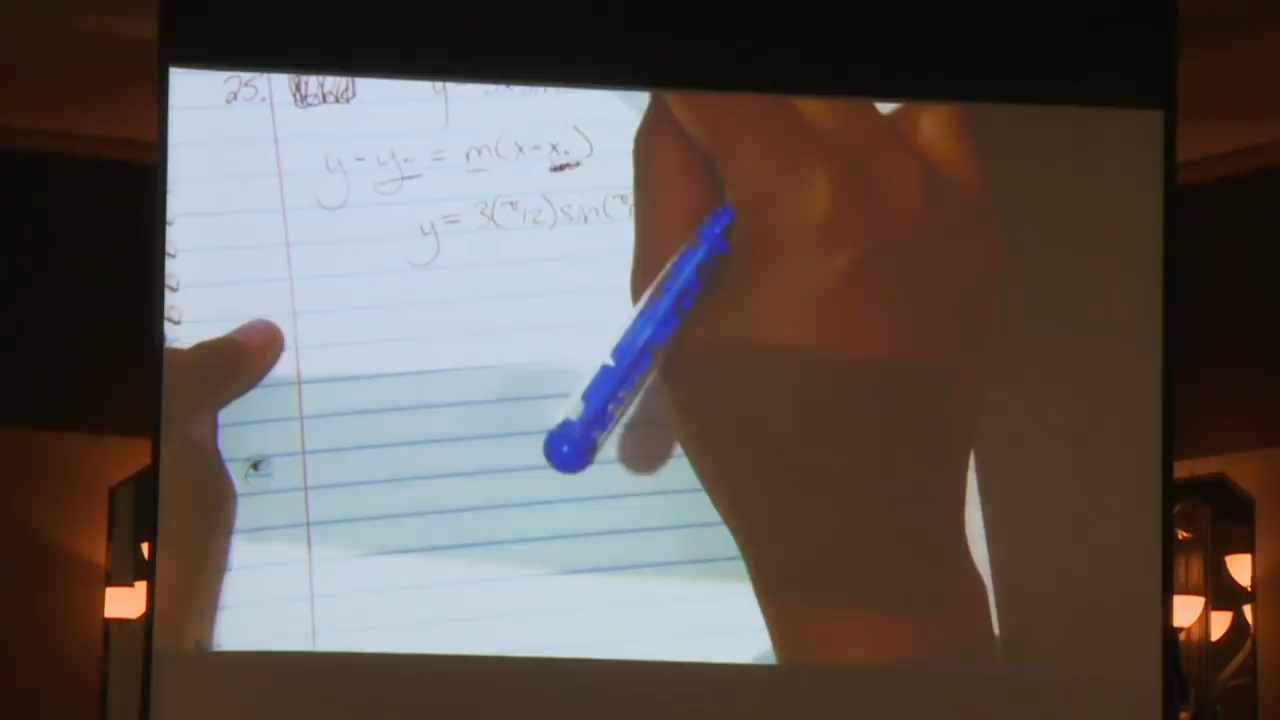 25.
y - y₀ = m(x - x₀)
y = 3(π/12) sin(π/